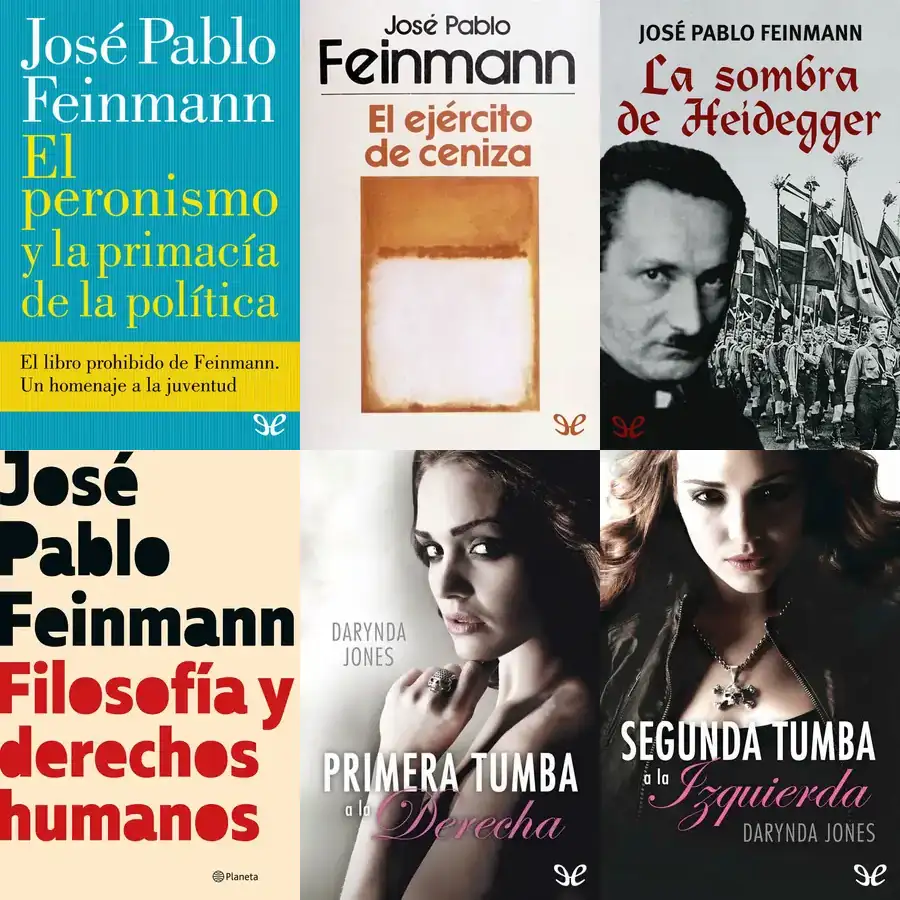 José Pablo
Feinmann
El
peronismo
y la primacía
de la política
El libro prohibido de Feinmann.
Un homenaje a la juventud
José Pablo
Feinmann
El ejército
de ceniza
JOSÉ PABLO FEINMANN
La sombra
de Heidegger
José
Pablo
Feinmann
Filosofía y
derechos
humanos
Planeta
DARYNDA
JONES
PRIMERA TUMBA
a la Derecha
SEGUNDA TUMBA
a la Izquierda
DARYNDA JONES